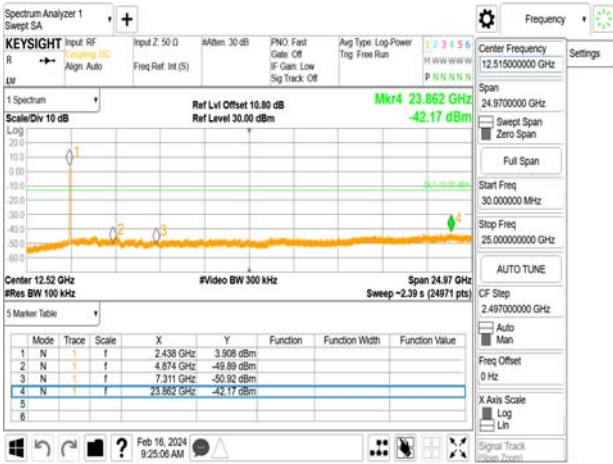 Spectrum Analyzer 1
Swept SA
+
Frequency
Settings
KEYSIGHT
R
Input: RF
Coupling: DC
Align: Auto
Input Z: 50 Ω
Freq Ref: Int (S)
#Atten: 30 dB
PNO: Fast
Gate: Off
IF Gain: Low
Sig Track: Off
Avg Type: Log-Power
Trig: Free Run
1 2 3 4 5 6
M W W W W W
P N N N N N
1 Spectrum
Scale/Div 10 dB
Log
Ref Lvl Offset 10.80 dB
Ref Level 30.00 dBm
Mkr4 23.862 GHz
-42.17 dBm
20.0
10.0
0.00
-10.0
-20.0
-30.0
-40.0
-50.0
-60.0
1
2
3
4
Center 12.52 GHz
#Res BW 100 kHz
#Video BW 300 kHz
Span 24.97 GHz
Sweep ~2.39 s (24971 pts)
5 Marker Table
Mode Trace Scale X Y Function Function Width Function Value
1 N 1 f 2.438 GHz 3.908 dBm
2 N 1 f 4.874 GHz -49.89 dBm
3 N 1 f 7.311 GHz -50.92 dBm
4 N 1 f 23.862 GHz -42.17 dBm
5
6
Center Frequency
12.515000000 GHz
Span
24.9700000 GHz
Swept Span
Zero Span
Full Span
Start Freq
30.000000 MHz
Stop Freq
25.000000000 GHz
AUTO TUNE
CF Step
2.497000000 GHz
Auto
Man
Freq Offset
0 Hz
X Axis Scale
Log
Lin
Signal Track
(Span Zoom)
?
Feb 16, 2024
9:25:06 AM